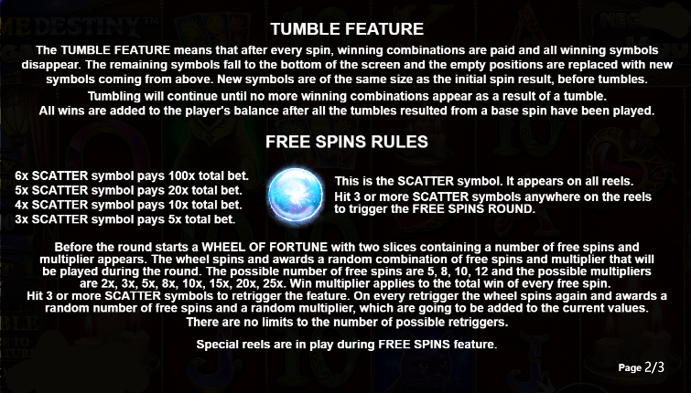 DESTINY™
TUMBLE FEATURE
The TUMBLE FEATURE means that after every spin, winning combinations are paid and all winning symbols
disappear. The remaining symbols fall to the bottom of the screen and the empty positions are replaced with new
symbols coming from above. New symbols are of the same size as the initial spin result, before tumbles.
Tumbling will continue until no more winning combinations appear as a result of a tumble.
All wins are added to the player's balance after all the tumbles resulted from a base spin have been played.
FREE SPINS RULES
6x SCATTER symbol pays 100x total bet.
5x SCATTER symbol pays 20x total bet.
4x SCATTER symbol pays 10x total bet.
3x SCATTER symbol pays 5x total bet.
This is the SCATTER symbol. It appears on all reels.
Hit 3 or more SCATTER symbols anywhere on the reels
to trigger the FREE SPINS ROUND.
Before the round starts a WHEEL OF FORTUNE with two slices containing a number of free spins and
multiplier appears. The wheel spins and awards a random combination of free spins and multiplier that will
be played during the round. The possible number of free spins are 5, 8, 10, 12 and the possible multipliers
are 2x, 3x, 5x, 8x, 10x, 15x, 20x, 25x. Win multiplier applies to the total win of every free spin.
Hit 3 or more SCATTER symbols to retrigger the feature. On every retrigger the wheel spins again and awards a
random number of free spins and a random multiplier, which are going to be added to the current values.
There are no limits to the number of possible retriggers.
Special reels are in play during FREE SPINS feature.
Page 2/3